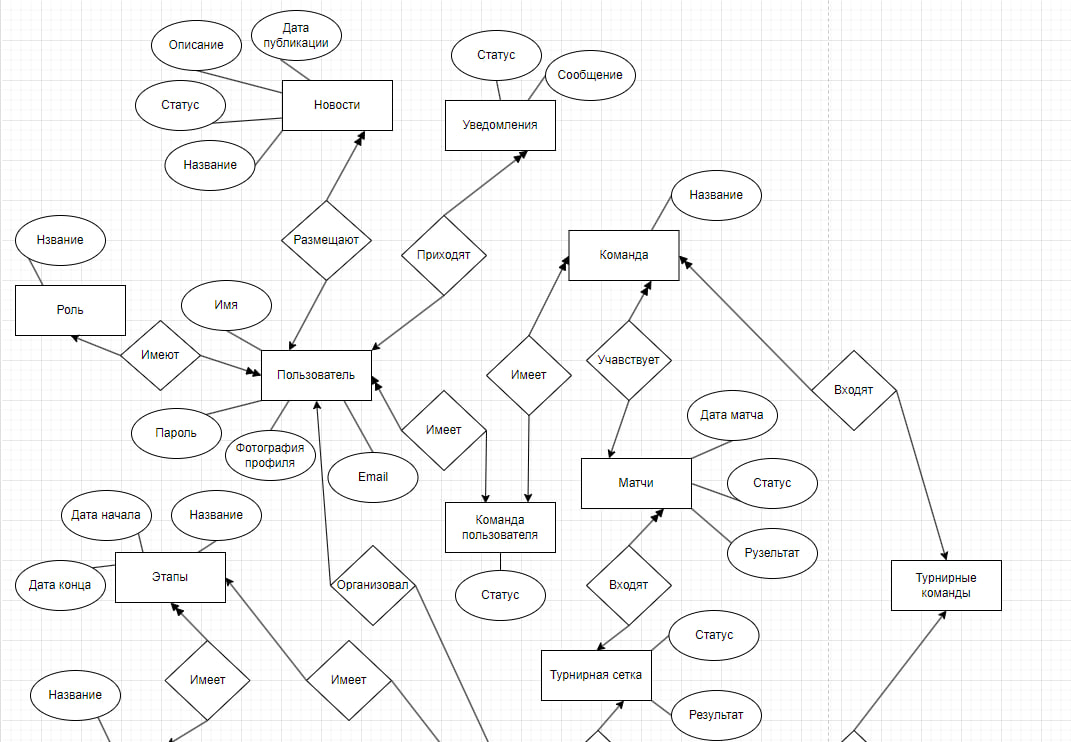 Дата
публикации
Описание
Статус
Сообщение
Статус
Новости
Уведомления
Название
Название
Нзвание
Размещают
Приходят
Команда
Роль
Имя
Имеют
Пользователь
Имеет
Учавствует
Входят
Пароль
Фотография
профиля
Имеет
Дата матча
Email
Матчи
Статус
Дата начала
Название
Команда
пользователя
Рузельтат
Этапы
Дата конца
Организовал
Статус
Входят
Турнирные
команды
Статус
Название
Имеет
Имеет
Турнирная сетка
Результат